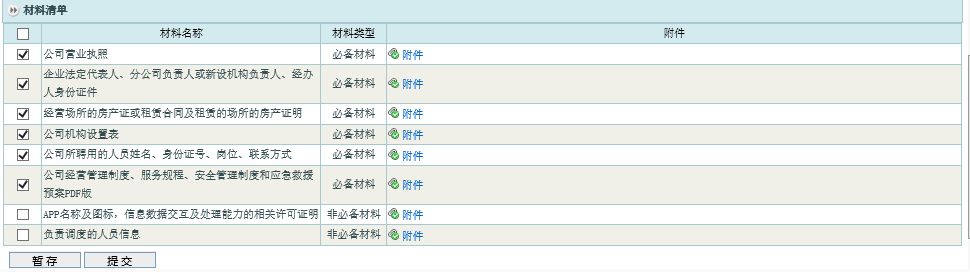 材料清单
材料名称 材料类型 附件
公司营业执照 必备材料 附件
企业法定代表人、分公司负责人或新设机构负责人、经办
人身份证件 必备材料 附件
经营场所的房产证或租赁合同及租赁的场所的房产证明 必备材料 附件
公司机构设置表 必备材料 附件
公司所聘用的人员姓名、身份证号、岗位、联系方式 必备材料 附件
公司经营管理制度、服务规程、安全管理制度和应急救援
预案PDF版 必备材料 附件
APP名称及图标，信息数据交互及处理能力的相关许可证明 非必备材料 附件
负责调度的人员信息 非必备材料 附件
暂存 提交